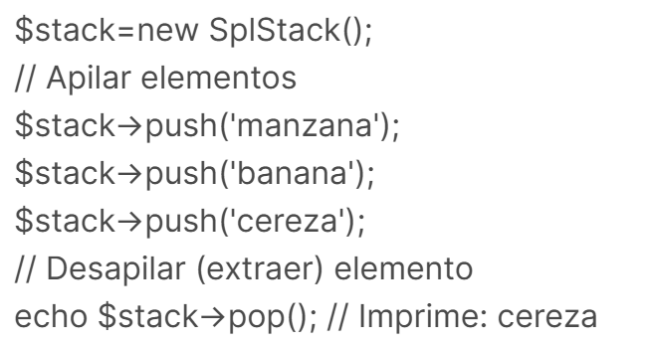 $stack=new SplStack();
// Apilar elementos
$stack→push('manzana');
$stack→push('banana');
$stack→push('cereza');
// Desapilar (extraer) elemento
echo $stack→pop(); // Imprime: cereza